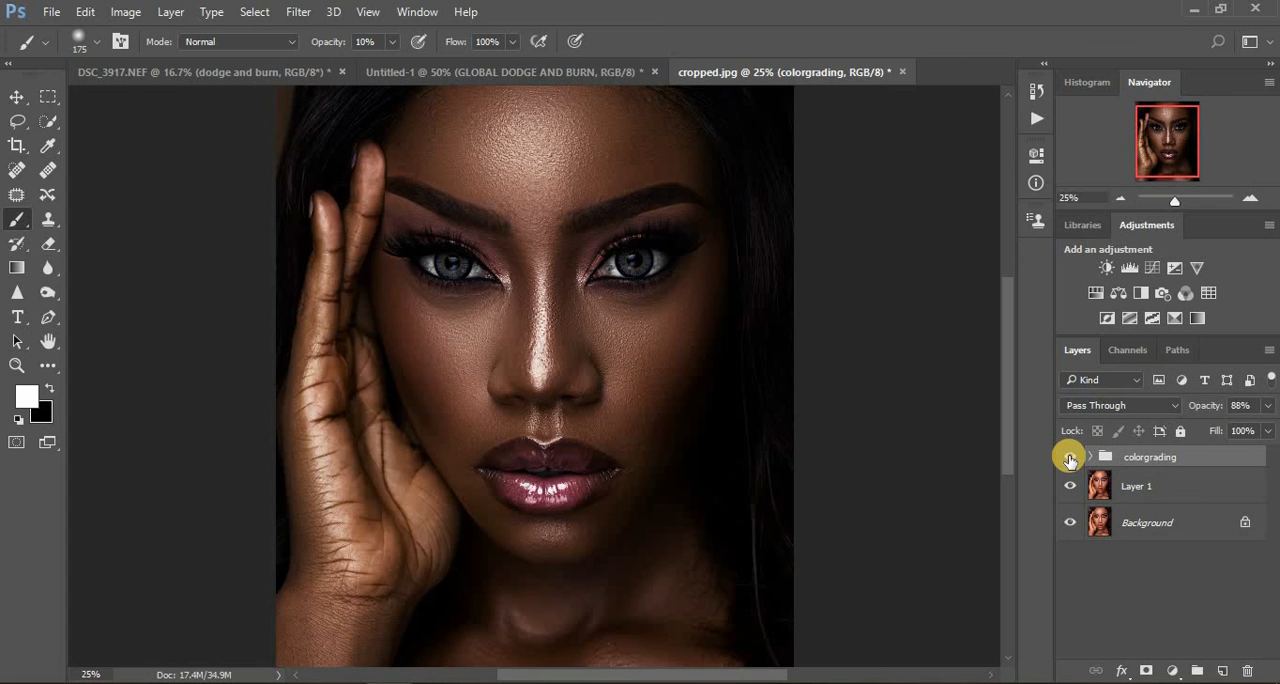 Ps File Edit Image Layer Type Select Filter 3D View Window Help
175 Mode: Normal Opacity: 10% Flow: 100%
DSC_3917.NEF @ 16.7% (dodge and burn, RGB/8*) * × Untitled-1 @ 50% (GLOBAL DODGE AND BURN, RGB/8) * × cropped.jpg @ 25% (colorgrading, RGB/8) * ×
Histogram Navigator
25%
Libraries Adjustments
Add an adjustment
Layers Channels Paths
Kind
Pass Through Opacity: 88%
Lock: Fill: 100%
colorgrading
Layer 1
Background
25% Doc: 17.4M/34.9M